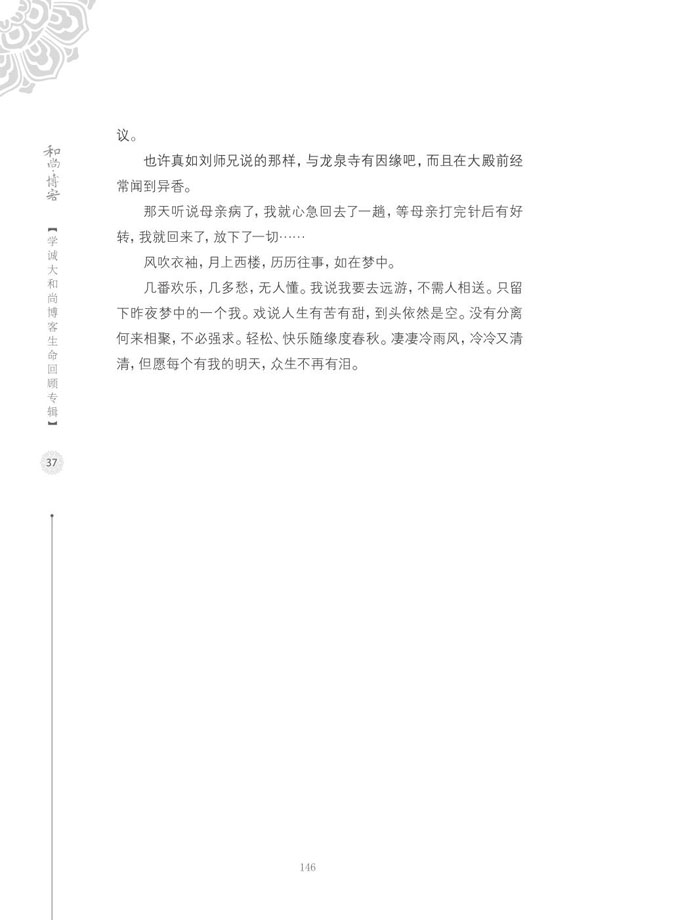 议。
也许真如刘师兄说的那样，与龙泉寺有因缘吧，而且在大殿前经
常闻到异香。
那天听说母亲病了，我就心急回去了一趟，等母亲打完针后有好
转，我就回来了，放下了一切……
风吹衣袖，月上西楼，历历往事，如在梦中。
几番欢乐，几多愁，无人懂。我说我要去远游，不需人相送。只留
下昨夜梦中的一个我。戏说人生有苦有甜，到头依然是空。没有分离
何来相聚，不必强求。轻松、快乐随缘度春秋。凄凄冷雨风，冷冷又清
清，但愿每个有我的明天，众生不再有泪。
和尚·博客
【学诚大和尚博客生命回顾专辑】
37
146